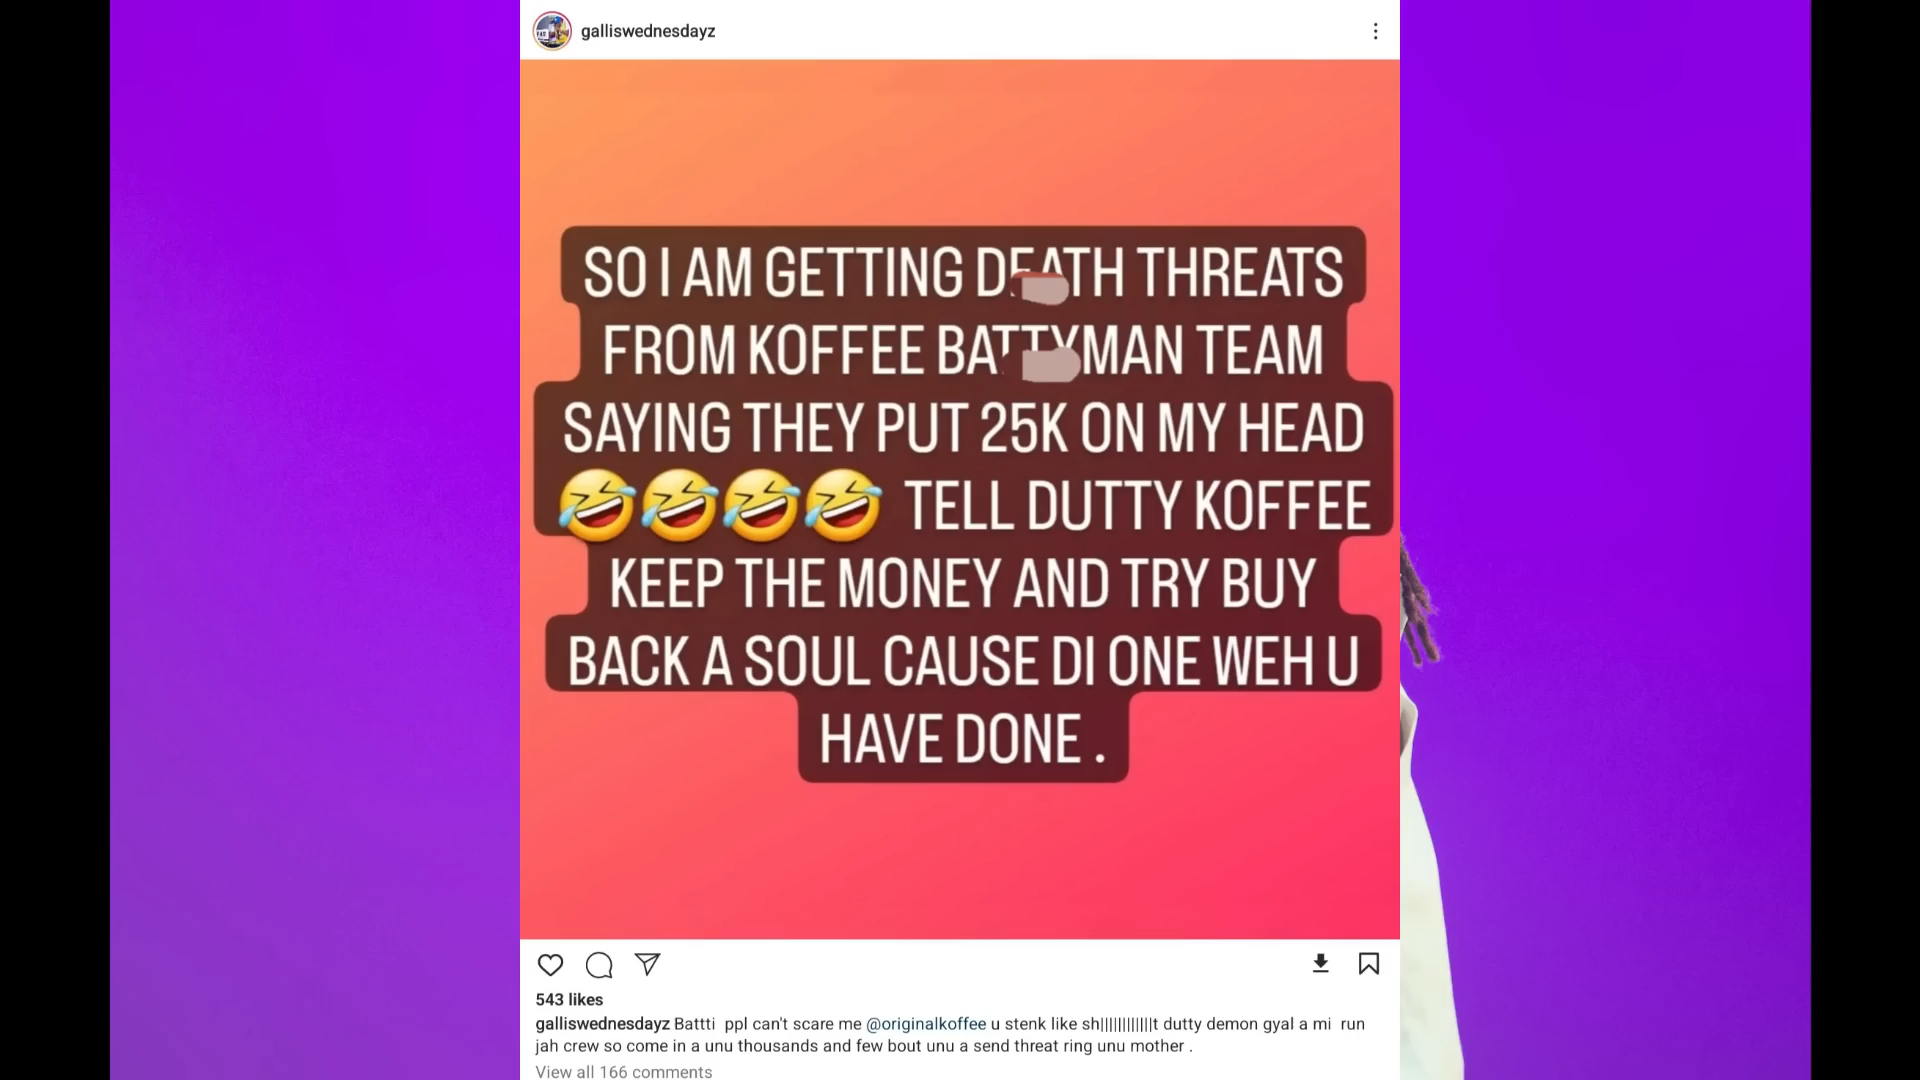 galliswednesdayz
SO I AM GETTING DEATH THREATS
FROM KOFFEE BATTYMAN TEAM
SAYING THEY PUT 25K ON MY HEAD
🤣🤣🤣🤣 TELL DUTTY KOFFEE
KEEP THE MONEY AND TRY BUY
BACK A SOUL CAUSE DI ONE WEH U
HAVE DONE .
543 likes
galliswednesdayz Battti ppl can't scare me @originalkoffee u stenk like sh||||||||||||t dutty demon gyal a mi run
jah crew so come in a unu thousands and few bout unu a send threat ring unu mother .
View all 166 comments